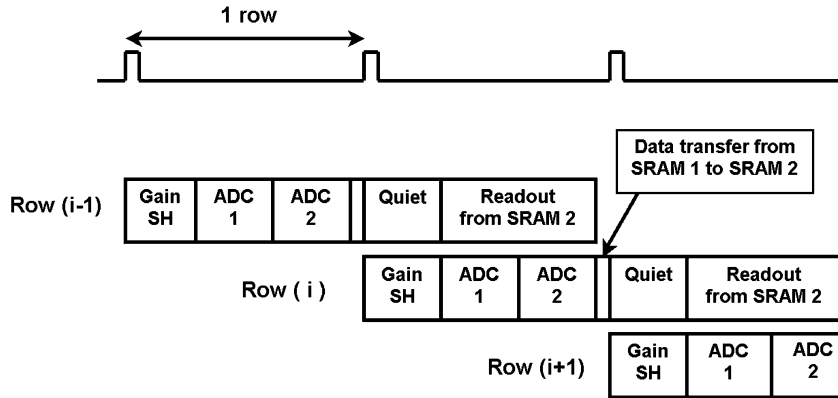 1 row
Data transfer from
SRAM 1 to SRAM 2
Row (i-1)
Gain
SH
ADC
1
ADC
2
Quiet
Readout
from SRAM 2
Row ( i )
Gain
SH
ADC
1
ADC
2
Quiet
Readout
from SRAM 2
Row (i+1)
Gain
SH
ADC
1
ADC
2